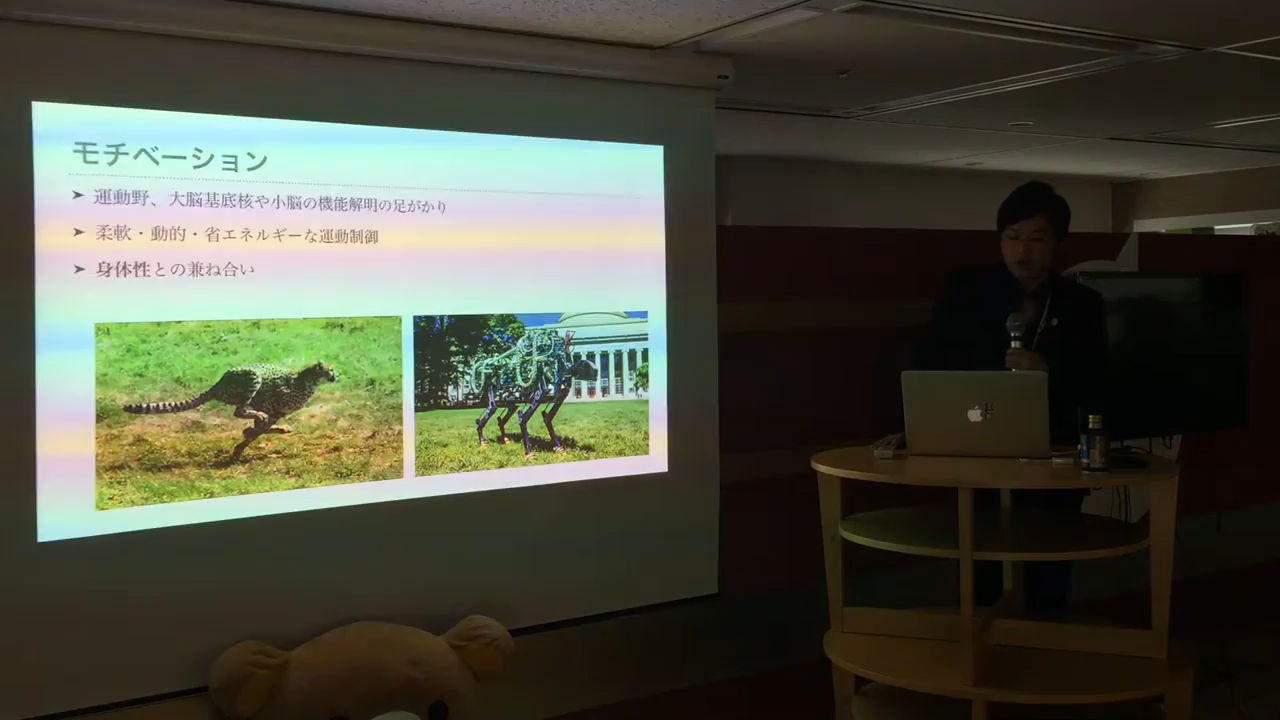 モチベーション
➤ 運動野、大脳基底核や小脳の機能解明の足がかり
➤ 柔軟・動的・省エネルギーな運動制御
➤ 身体性との兼ね合い